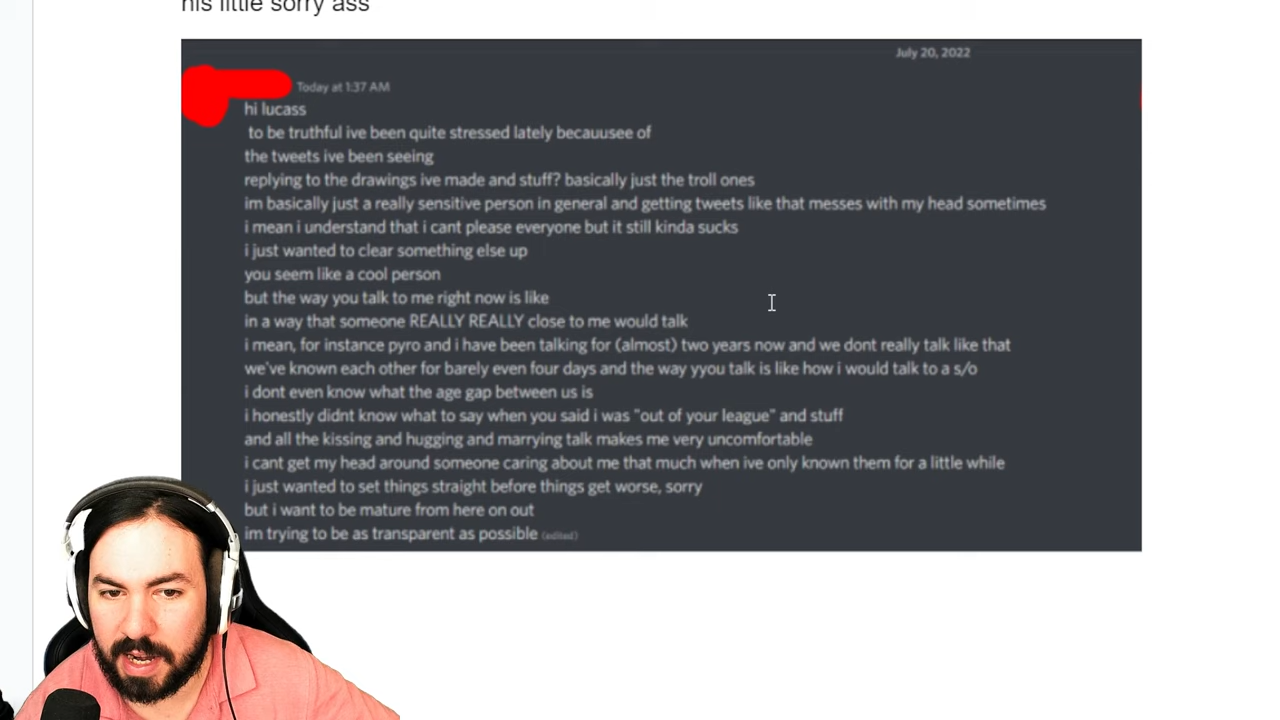 his little sorry ass
July 20, 2022
Today at 1:37 AM
hi lucass
to be truthful ive been quite stressed lately becauusee of
the tweets ive been seeing
replying to the drawings ive made and stuff? basically just the troll ones
im basically just a really sensitive person in general and getting tweets like that messes with my head sometimes
i mean i understand that i cant please everyone but it still kinda sucks
i just wanted to clear something else up
you seem like a cool person
but the way you talk to me right now is like
in a way that someone REALLY REALLY close to me would talk
i mean, for instance pyro and i have been talking for (almost) two years now and we dont really talk like that
we've known each other for barely even four days and the way yyou talk is like how i would talk to a s/o
i dont even know what the age gap between us is
i honestly didnt know what to say when you said i was "out of your league" and stuff
and all the kissing and hugging and marrying talk makes me very uncomfortable
i cant get my head around someone caring about me that much when ive only known them for a little while
i just wanted to set things straight before things get worse, sorry
but i want to be mature from here on out
im trying to be as transparent as possible (edited)